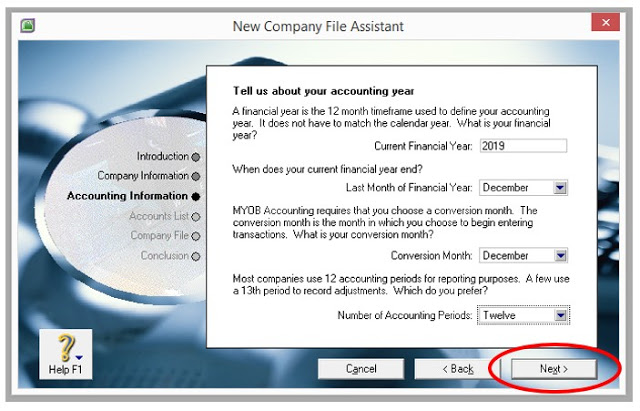 New Company File Assistant
x
Tell us about your accounting year
A financial year is the 12 month timeframe used to define your accounting
year. It does not have to match the calendar year. What is your financial
year?
Current Financial Year: 2019
When does your current financial year end?
Last Month of Financial Year: December
MYOB Accounting requires that you choose a conversion month. The
conversion month is the month in which you choose to begin entering
transactions. What is your conversion month?
Conversion Month: December
Most companies use 12 accounting periods for reporting purposes. A few use
a 13th period to record adjustments. Which do you prefer?
Number of Accounting Periods: Twelve
Introduction
Company Information
Accounting Information
Accounts List
Company File
Conclusion
?
Help F1
Cancel
< Back
Next >